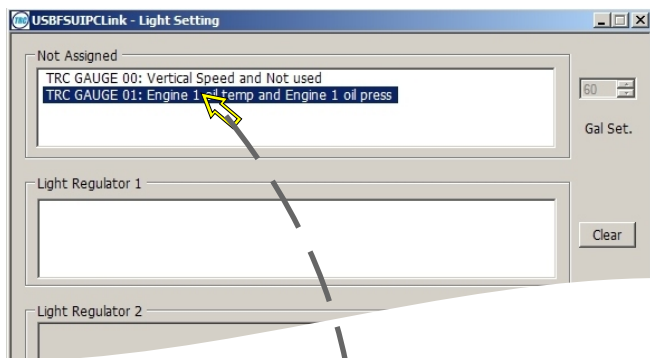 TRC
USBFSUIPCLink - Light Setting
Not Assigned
TRC GAUGE 00: Vertical Speed and Not used
TRC GAUGE 01: Engine 1 oil temp and Engine 1 oil press
60
Gal Set.
Light Regulator 1
Clear
Light Regulator 2